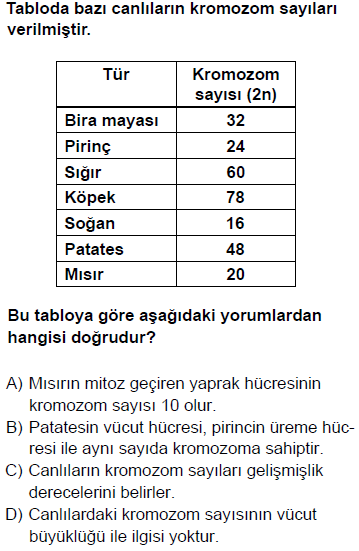 Tabloda bazı canlıların kromozom sayıları
verilmiştir.
Tür Kromozom
sayısı (2n)
Bira mayası 32
Pirinç 24
Sığır 60
Köpek 78
Soğan 16
Patates 48
Mısır 20
Bu tabloya göre aşağıdaki yorumlardan
hangisi doğrudur?
A) Mısırın mitoz geçiren yaprak hücresinin
kromozom sayısı 10 olur.
B) Patatesin vücut hücresi, pirincin üreme hüc-
resi ile aynı sayıda kromozoma sahiptir.
C) Canlıların kromozom sayıları gelişmişlik
derecelerini belirler.
D) Canlılardaki kromozom sayısının vücut
büyüklüğü ile ilgisi yoktur.